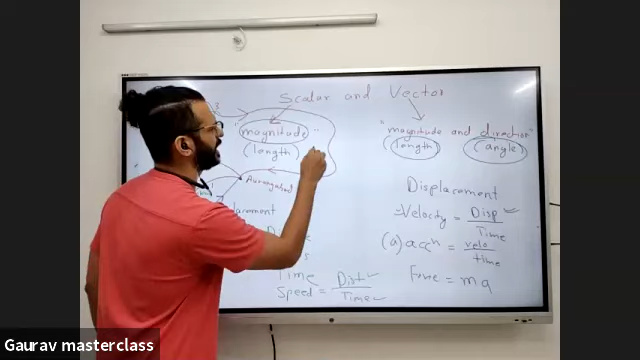 Scalar and Vector
"magnitude"
(length)
Aurangabad
Time
Speed = Dist
Time
"magnitude and direction"
(length) (angle)
Displacement
=Velocity = Disp
Time
(a) accⁿ = velo
time
Force = ma
Gaurav masterclass